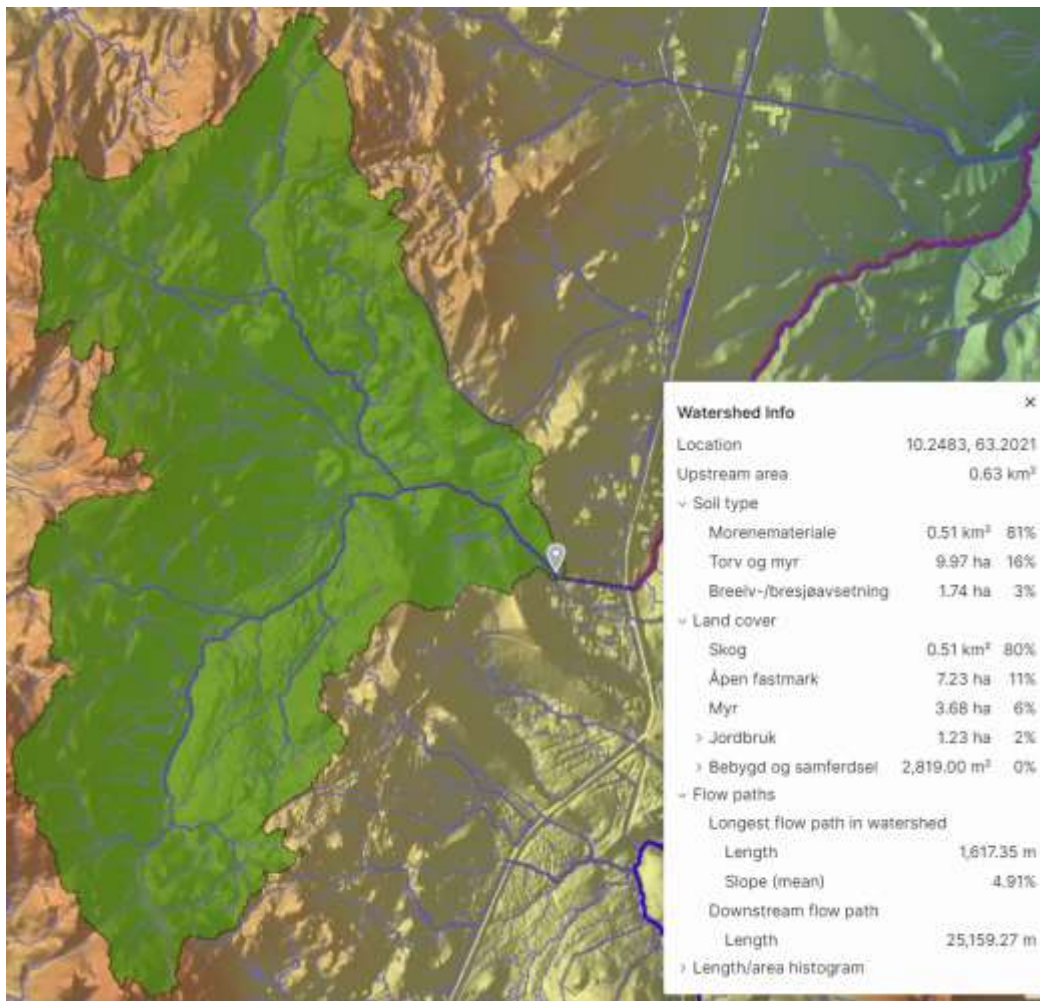 Watershed Info ×
Location 10.2483, 63.2021
Upstream area 0.63 km²
Soil type
Morenemateriale 0.51 km² 81%
Torv og myr 9.97 ha 16%
Breelv-/bresjøavsetning 1.74 ha 3%
Land cover
Skog 0.51 km² 80%
Åpen fastmark 7.23 ha 11%
Myr 3.68 ha 6%
Jordbruk 1.23 ha 2%
Bebygd og samferdsel 2,819.00 m² 0%
Flow paths
Longest flow path in watershed
Length 1,617.35 m
Slope (mean) 4.91%
Downstream flow path
Length 25,159.27 m
Length/area histogram